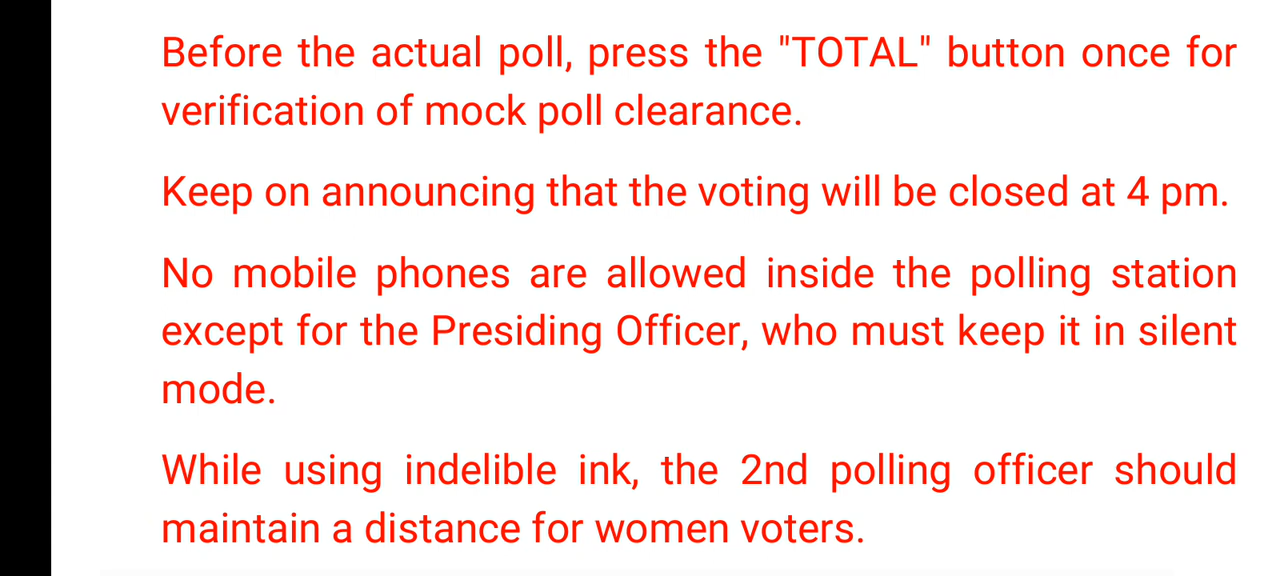 Before the actual poll, press the "TOTAL" button once for
verification of mock poll clearance.
Keep on announcing that the voting will be closed at 4 pm.
No mobile phones are allowed inside the polling station
except for the Presiding Officer, who must keep it in silent
mode.
While using indelible ink, the 2nd polling officer should
maintain a distance for women voters.